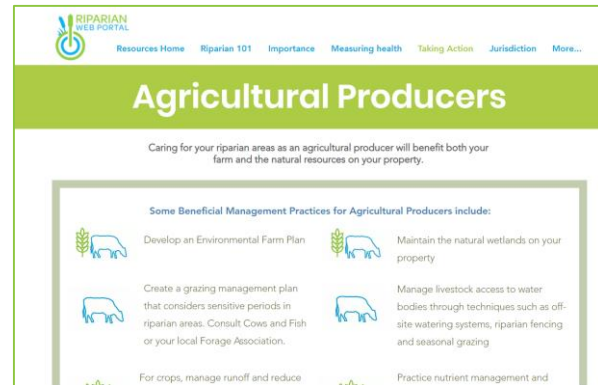 RIPARIAN
WEB PORTAL
Resources Home Riparian 101 Importance Measuring health Taking Action Jurisdiction More...
Agricultural Producers
Caring for your riparian areas as an agricultural producer will benefit both your
farm and the natural resources on your property.
Some Beneficial Management Practices for Agricultural Producers include:
Develop an Environmental Farm Plan
Maintain the natural wetlands on your
property
Create a grazing management plan
that considers sensitive periods in
riparian areas. Consult Cows and Fish
or your local Forage Association.
Manage livestock access to water
bodies through techniques such as off-
site watering systems, riparian fencing
and seasonal grazing
For crops, manage runoff and reduce
Practice nutrient management and